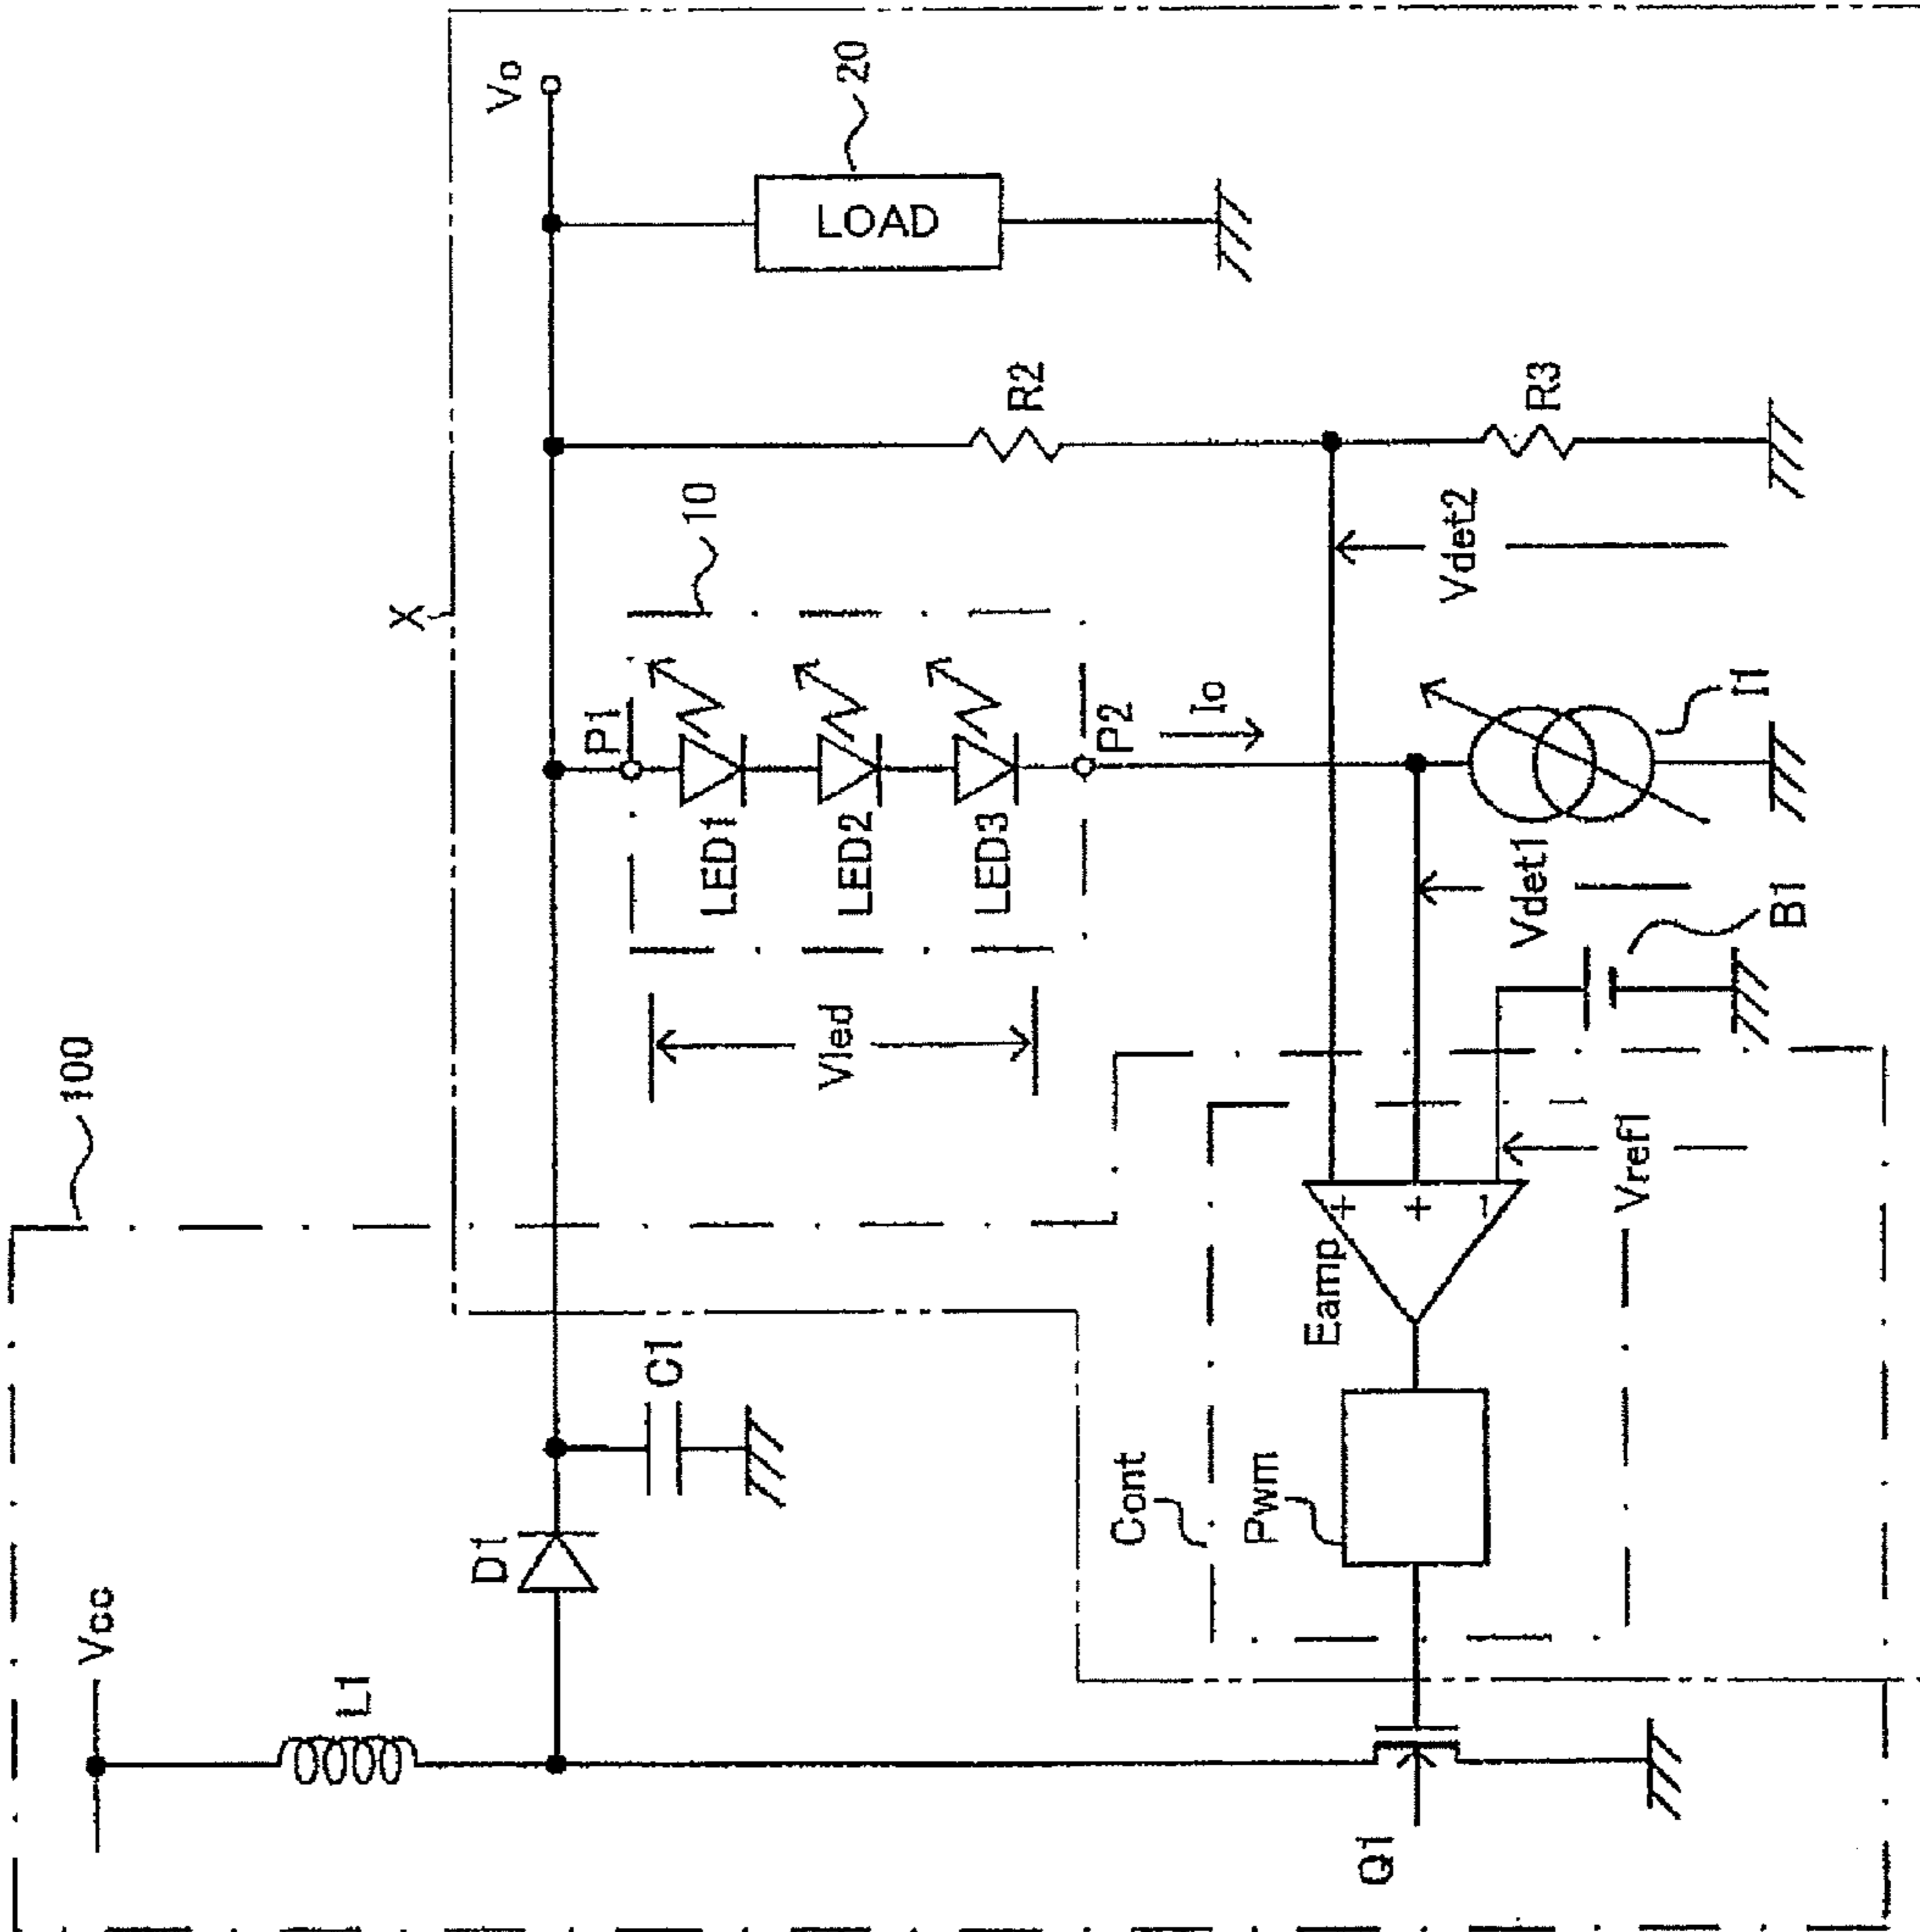 100
Vcc
L1
D1
C1
X
Vo
P1
10
LED1
LED2
LED3
Vled
P2
Io
R2
LOAD
20
Vdet2
R3
Vdet1
I1
B1
Vref1
Eamp
+
+
-
Cont
Pwm
Q1